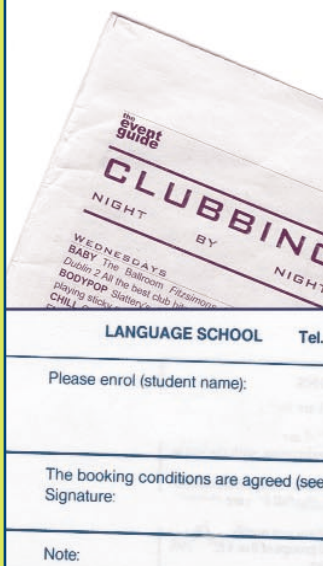 the
event
guide
CLUBBING
NIGHT BY NIGHT
WEDNESDAYS
BABY The Ballroom Fitzsimons
Dublin 2 All the best club hits
BODYPOP Slattery's
playing sticky
CHILL
LANGUAGE SCHOOL Tel.
Please enrol (student name):
The booking conditions are agreed (see
Signature:
Note: